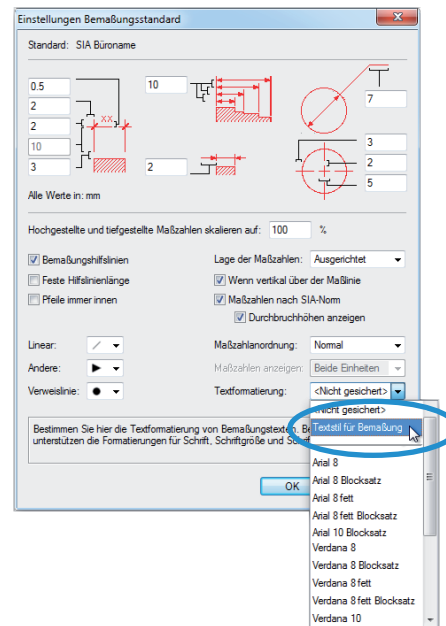 Einstellungen Bemaßungsstandard
Standard: SIA Büroname
0.5
2
2
10
3
10
2
7
3
2
5
XX
Alle Werte in: mm
Hochgestellte und tiefgestellte Maßzahlen skalieren auf: 100 %
Bemaßungshilfslinien
Lage der Maßzahlen: Ausgerichtet
Feste Hilfslinienlänge
Wenn vertikal über der Maßlinie
Pfeile immer innen
Maßzahlen nach SIA-Norm
Durchbruchhöhen anzeigen
Linear:
Maßzahlanordnung: Normal
Andere:
Maßzahlen anzeigen: Beide Einheiten
Verweislinie:
Textformatierung: <Nicht gesichert>
<Nicht gesichert>
Textstil für Bemaßung
Bestimmen Sie hier die Textformatierung von Bemaßungstexten.
unterstützen die Fomatierungen für Schrift, Schriftgröße und
OK
Arial 8
Arial 8 Blocksatz
Arial 8 fett
Arial 8 fett Blocksatz
Arial 10 Blocksatz
Verdana 8
Verdana 8 Blocksatz
Verdana 8 fett
Verdana 8 fett Blocksatz
Verdana 10